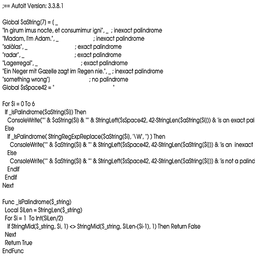 ;== AutoIt Version: 3.3.8.1
Global $aString[7] = [ _
"In girum imus nocte, et consumimur igni", _ ; inexact palindrome
"Madam, I'm Adam.", _ ; inexact palindrome
"salàlas", _ ; exact palindrome
"radar", _ ; exact palindrome
"Lagerregal", _ ; exact palindrome
"Ein Neger mit Gazelle zagt im Regen nie.", _ ; inexact palindrome
"something wrong"] ; no palindrome
Global $sSpace42 = " "
For $i = 0 To 6
If _IsPalindrome($aString[$i]) Then
ConsoleWrite("' & $aString[$i] & "' & StringLeft($sSpace42, 42-StringLen($aString[$i])) & 'is an exact pal
Else
If _IsPalindrome( StringRegExpReplace($aString[$i], '\W', '') ) Then
ConsoleWrite("' & $aString[$i] & "' & StringLeft($sSpace42, 42-StringLen($aString[$i])) & 'is an inexact
Else
ConsoleWrite("' & $aString[$i] & "' & StringLeft($sSpace42, 42-StringLen($aString[$i])) & 'is not a palinc
EndIf
EndIf
Next
Func _IsPalindrome($_string)
Local $iLen = StringLen($_string)
For $i = 1 To Int($iLen/2)
If StringMid($_string, $i, 1) <> StringMid($_string, $iLen-($i-1), 1) Then Return False
Next
Return True
EndFunc